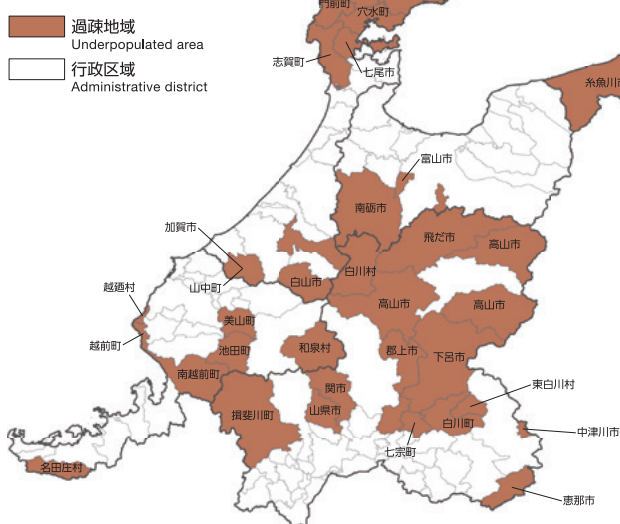 過疎地域
Underpopulated area
行政区域
Administrative district
門前町
穴水町
志賀町
七尾市
糸魚川市
富山市
南砺市
加賀市
飛だ市
高山市
白川村
山中町
白山市
越廼村
高山市
高山市
美山町
越前町
和泉村
郡上市
池田町
下呂市
南越前町
関市
東白川村
揖斐川町
山県市
白川町
中津川市
七宗町
名田庄村
恵那市